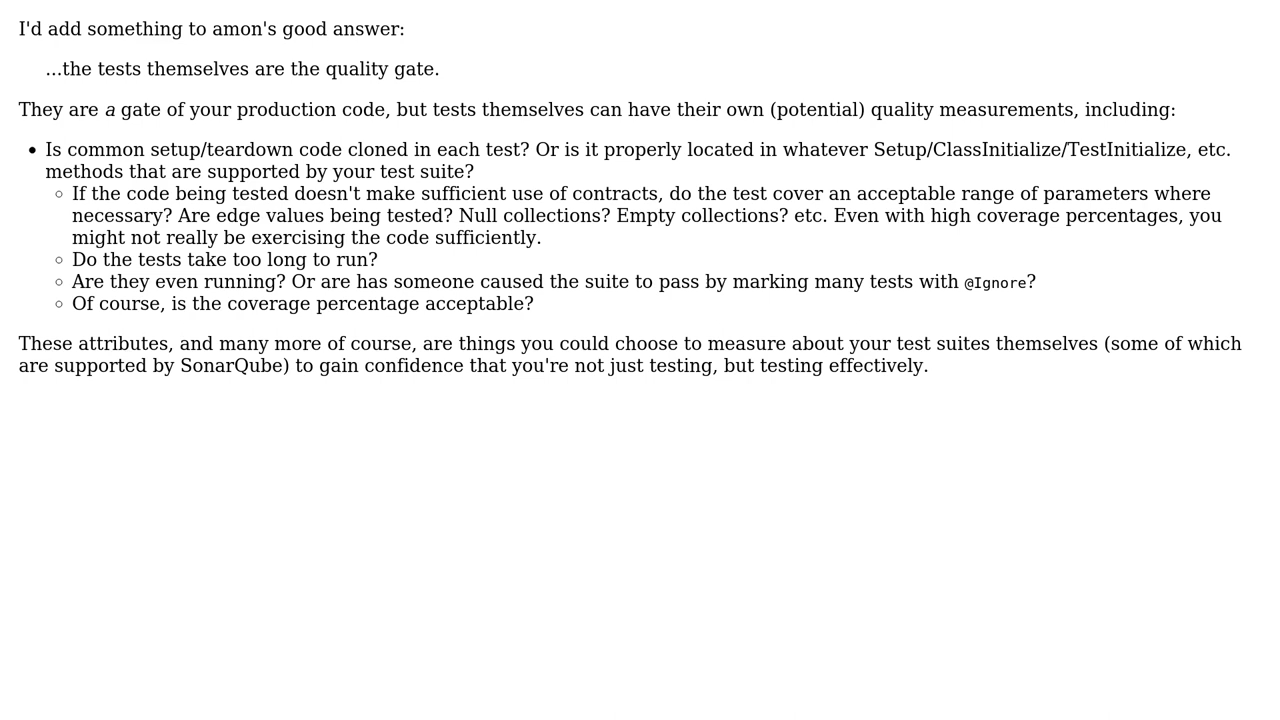 I'd add something to amon's good answer:
...the tests themselves are the quality gate.
They are a gate of your production code, but tests themselves can have their own (potential) quality measurements, including:
Is common setup/teardown code cloned in each test? Or is it properly located in whatever Setup/ClassInitialize/TestInitialize, etc.
methods that are supported by your test suite?
If the code being tested doesn't make sufficient use of contracts, do the test cover an acceptable range of parameters where
necessary? Are edge values being tested? Null collections? Empty collections? etc. Even with high coverage percentages, you
might not really be exercising the code sufficiently.
Do the tests take too long to run?
Are they even running? Or are has someone caused the suite to pass by marking many tests with @Ignore?
Of course, is the coverage percentage acceptable?
These attributes, and many more of course, are things you could choose to measure about your test suites themselves (some of which
are supported by SonarQube) to gain confidence that you're not just testing, but testing effectively.